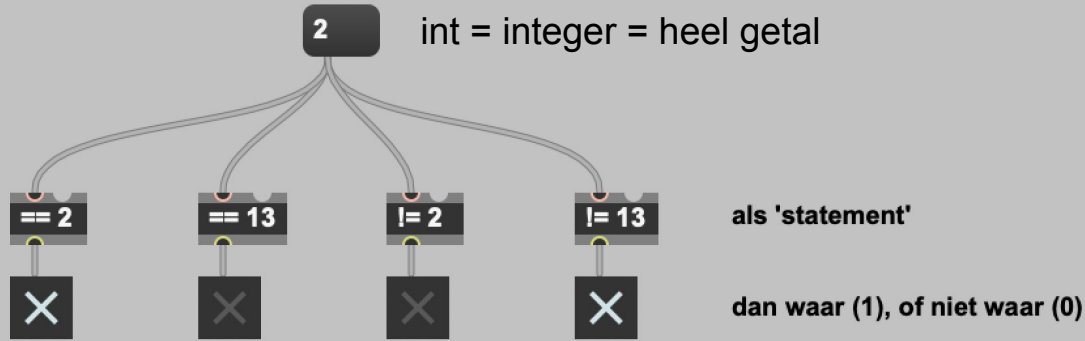 2
int = integer = heel getal
== 2
== 13
!= 2
!= 13
als 'statement'
dan waar (1), of niet waar (0)